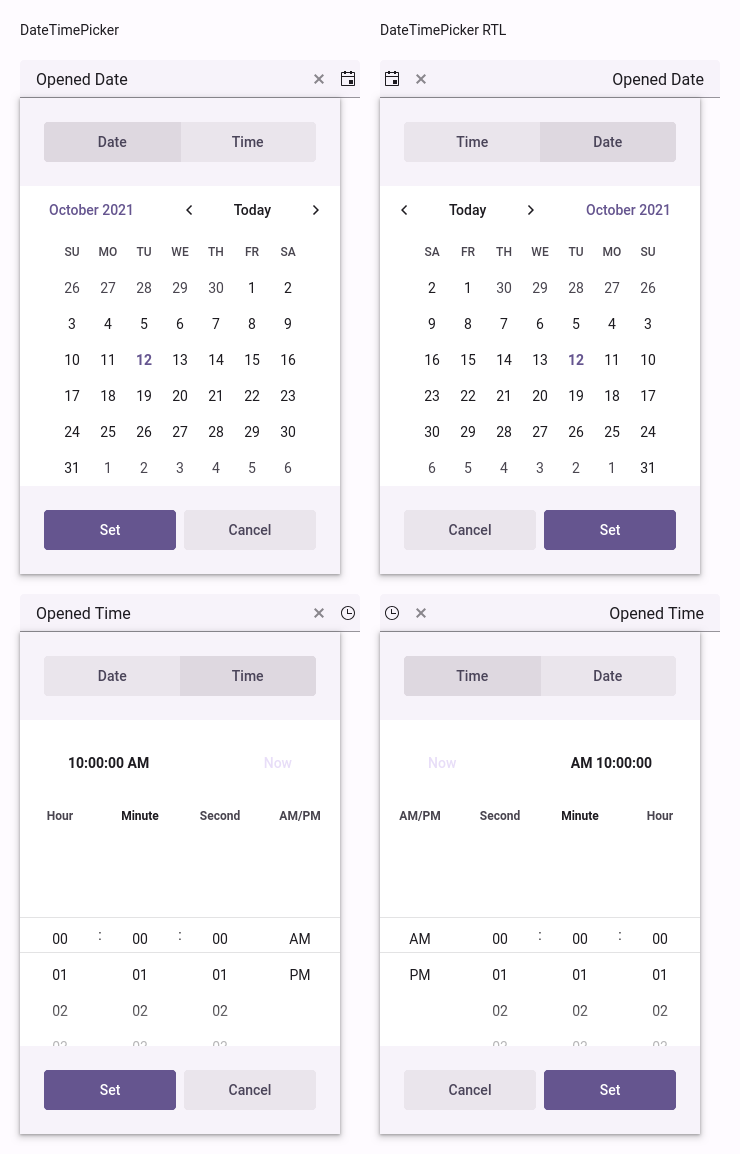 DateTimePicker
Opened Date
Date Time
October 2021 Today
SU MO TU WE TH FR SA
26 27 28 29 30 1 2
3 4 5 6 7 8 9
10 11 12 13 14 15 16
17 18 19 20 21 22 23
24 25 26 27 28 29 30
31 1 2 3 4 5 6
Set Cancel
DateTimePicker RTL
Opened Date
Time Date
Today October 2021
SA FR TH WE TU MO SU
2 1 30 29 28 27 26
9 8 7 6 5 4 3
16 15 14 13 12 11 10
23 22 21 20 19 18 17
30 29 28 27 26 25 24
6 5 4 3 2 1 31
Cancel Set
Opened Time
Date Time
10:00:00 AM Now
Hour Minute Second AM/PM
00 : 00 : 00 AM
01 01 01 PM
02 02 02
03 03 03
Set Cancel
Opened Time
Time Date
Now AM 10:00:00
AM/PM Second Minute Hour
AM 00 : 00 : 00
PM 01 01 01
02 02 02
03 03 03
Cancel Set